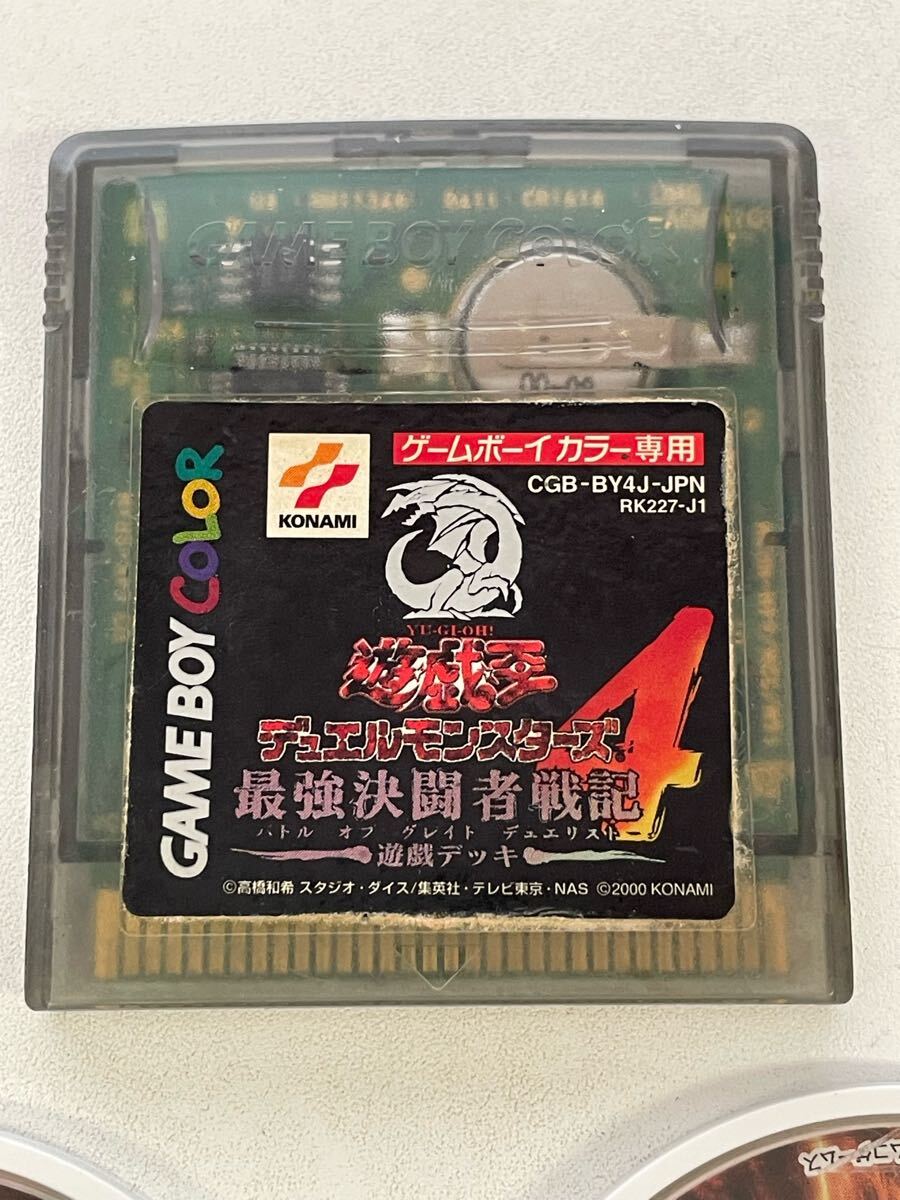 GAME BOY COLOR
GAME BOY COLOR
KONAMI
ゲームボーイカラー専用
CGB-BY4J-JPN
RK227-J1
YU-GI-OH!
遊戯王
デュエルモンスターズ
4
最強決闘者戦記
バトル オブ グレイト デュエリスト
遊戯デッキ
©高橋和希 スタジオ・ダイス/集英社・テレビ東京・NAS ©2000 KONAMI